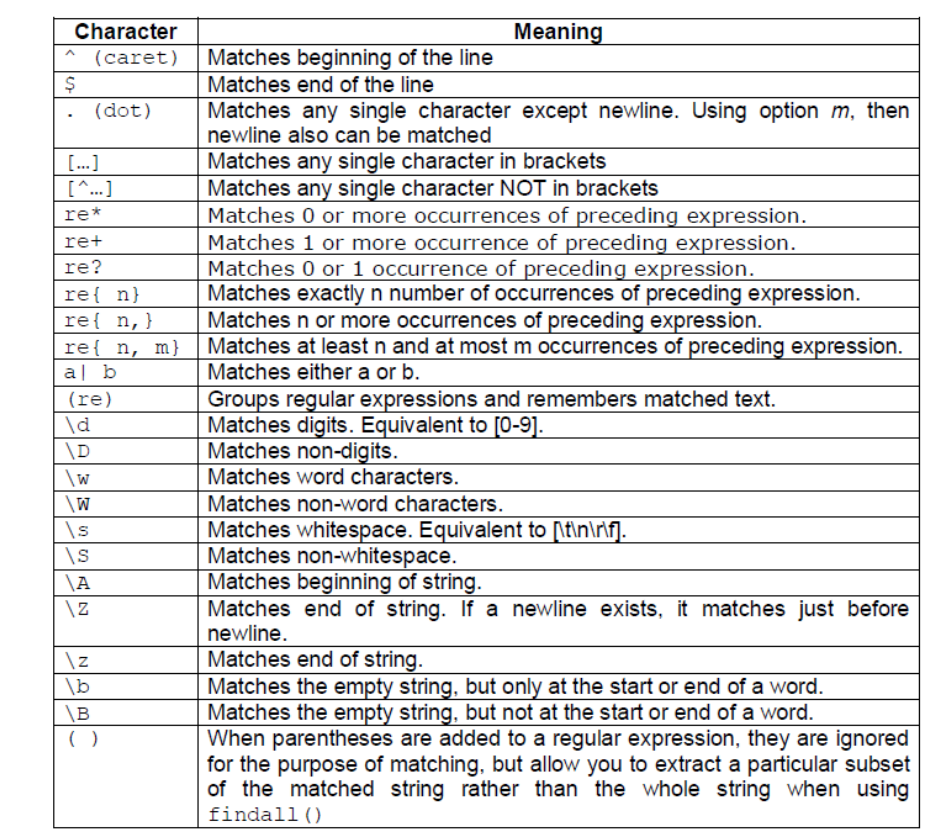 Character Meaning
^ (caret) Matches beginning of the line
$ Matches end of the line
. (dot) Matches any single character except newline. Using option m, then
newline also can be matched
[…] Matches any single character in brackets
[^…] Matches any single character NOT in brackets
re* Matches 0 or more occurrences of preceding expression.
re+ Matches 1 or more occurrence of preceding expression.
re? Matches 0 or 1 occurrence of preceding expression.
re{ n} Matches exactly n number of occurrences of preceding expression.
re{ n,} Matches n or more occurrences of preceding expression.
re{ n, m} Matches at least n and at most m occurrences of preceding expression.
a| b Matches either a or b.
(re) Groups regular expressions and remembers matched text.
\d Matches digits. Equivalent to [0-9].
\D Matches non-digits.
\w Matches word characters.
\W Matches non-word characters.
\s Matches whitespace. Equivalent to [\t\n\r\f].
\S Matches non-whitespace.
\A Matches beginning of string.
\Z Matches end of string. If a newline exists, it matches just before
newline.
\z Matches end of string.
\b Matches the empty string, but only at the start or end of a word.
\B Matches the empty string, but not at the start or end of a word.
( ) When parentheses are added to a regular expression, they are ignored
for the purpose of matching, but allow you to extract a particular subset
of the matched string rather than the whole string when using
findall()